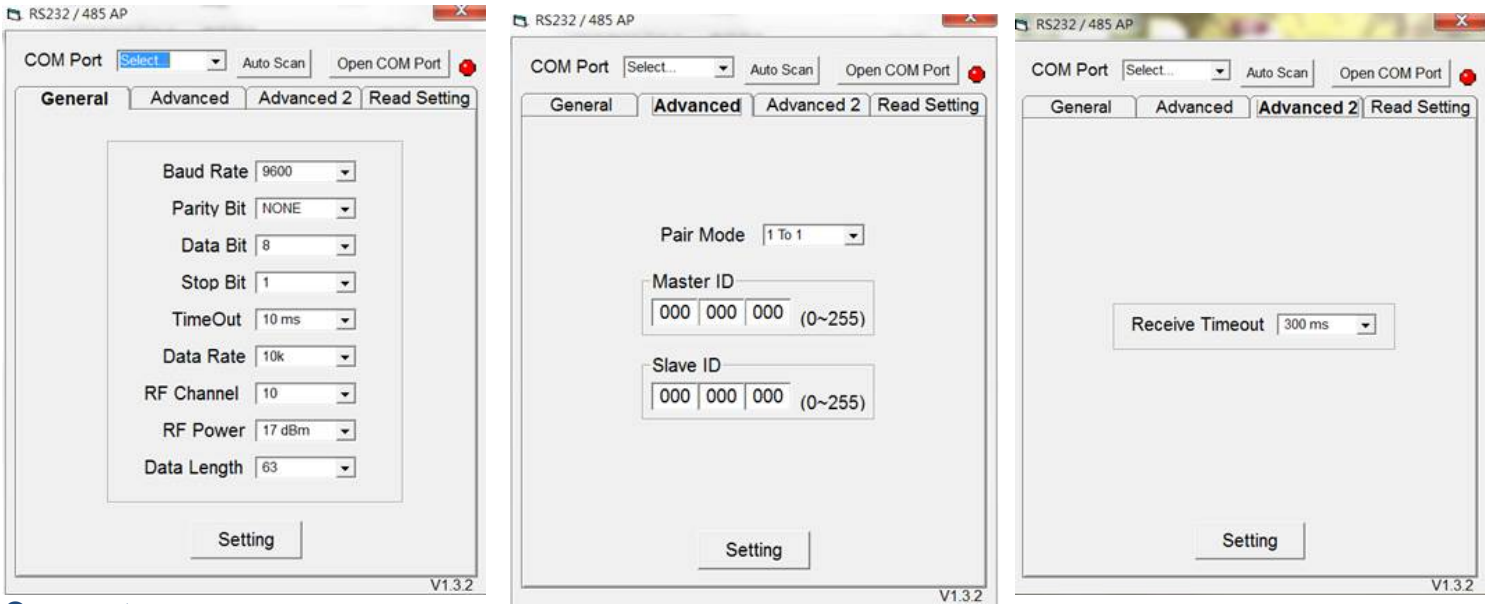 RS232 / 485 AP
COM Port Select... Auto Scan Open COM Port
General Advanced Advanced 2 Read Setting
Baud Rate 9600
Parity Bit NONE
Data Bit 8
Stop Bit 1
TimeOut 10 ms
Data Rate 10k
RF Channel 10
RF Power 17 dBm
Data Length 63
Setting
V1.3.2
RS232 / 485 AP
COM Port Select... Auto Scan Open COM Port
General Advanced Advanced 2 Read Setting
Pair Mode 1 To 1
Master ID
000 000 000 (0~255)
Slave ID
000 000 000 (0~255)
Setting
V1.3.2
RS232 / 485 AP
COM Port Select... Auto Scan Open COM Port
General Advanced Advanced 2 Read Setting
Receive Timeout 300 ms
Setting
V1.3.2